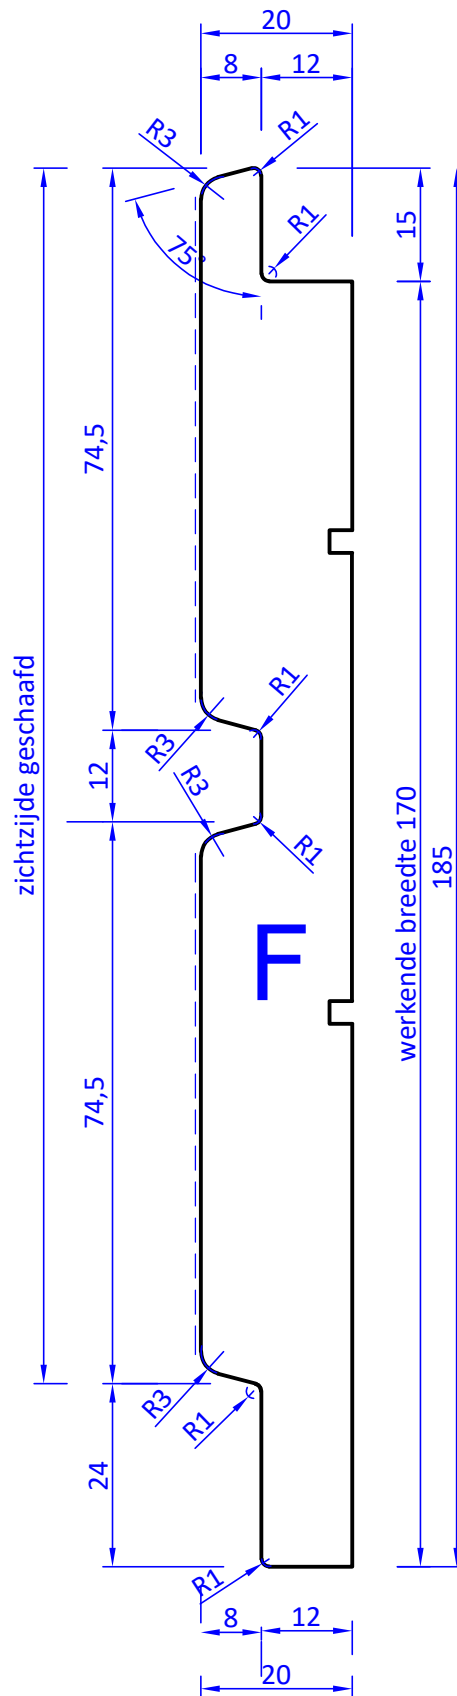 20
8
12
R3
R1
R1
15
75°
74,5
zichtzijde geschaafd
R1
R3
12
R3
R1
werkende breedte 170
185
F
74,5
R3
R1
24
R1
8
12
20